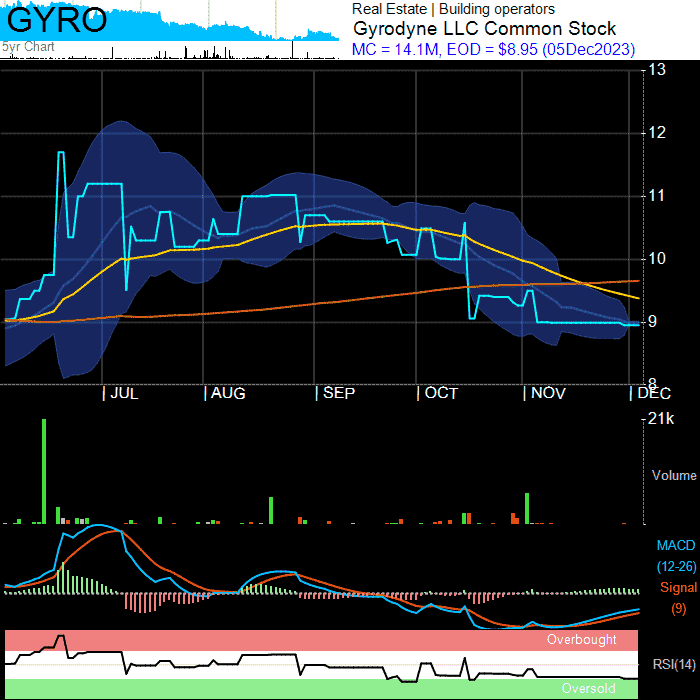 GYRO
5yr Chart
Real Estate | Building operators
Gyrodyne LLC Common Stock
MC = 14.1M, EOD = $8.95 (05Dec2023)
13
12
11
10
9
8
JUL AUG SEP OCT NOV DEC
21k
Volume
MACD
(12-26)
Signal
(9)
Overbought
RSI(14)
Oversold